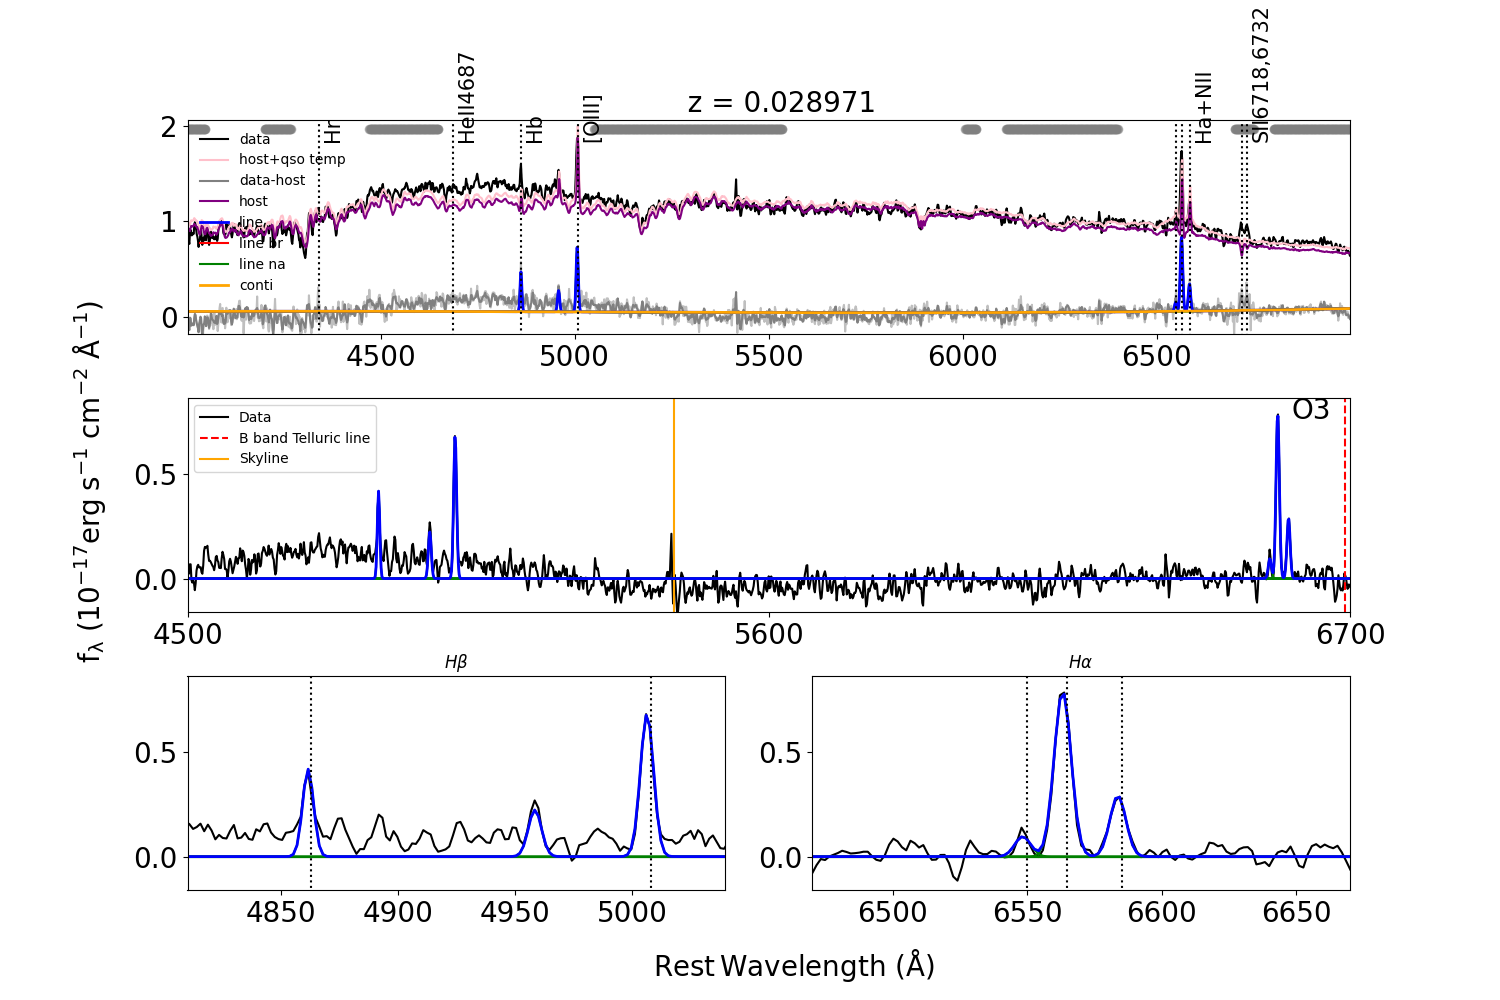 z = 0.028971
Hr
HeII4687
Hb
[OIII]
Ha+NII
SII6718,6732
data
host+qso temp
data-host
host
line
line br
line na
conti
2
1
0
4500
5000
5500
6000
6500
O3
Data
B band Telluric line
Skyline
0.5
0.0
4500
5600
6700
fλ (10⁻¹⁷erg s⁻¹ cm⁻² Å⁻¹)
Hβ
0.5
0.0
4850
4900
4950
5000
Hα
0.5
0.0
6500
6550
6600
6650
Rest Wavelength (Å)